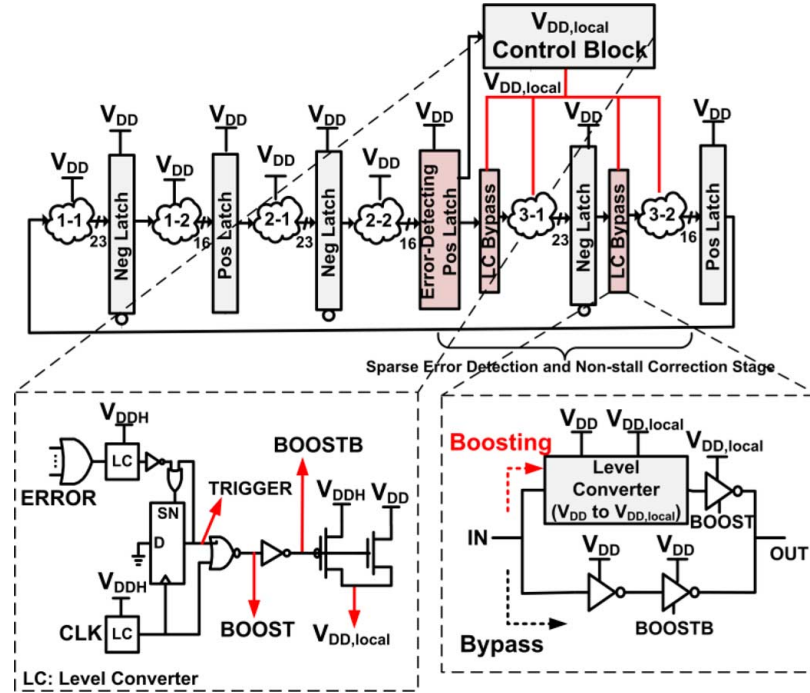 VDD,local
Control Block
VDD,local
VDD
VDD
VDD
VDD
VDD
VDD
VDD
VDD
VDD
VDD
1-1
23
Neg Latch
1-2
16
Pos Latch
2-1
23
Neg Latch
2-2
16
Error-Detecting
Pos Latch
LC Bypass
3-1
23
Neg Latch
LC Bypass
3-2
16
Pos Latch
Sparse Error Detection and Non-stall Correction Stage
VDDH
LC
ERROR
SN
D
TRIGGER
BOOSTB
VDDH
VDD
VDDH
CLK
LC
BOOST
VDD,local
LC: Level Converter
Boosting
VDD
VDD,local
VDD,local
Level
Converter
(VDD to VDD,local)
BOOST
IN
OUT
VDD
VDD
BOOSTB
Bypass